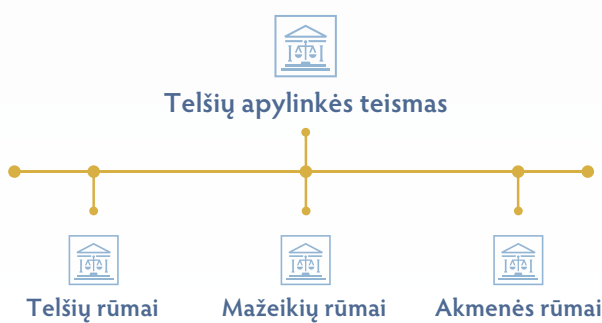 Telšių apylinkės teismas
Telšių rūmai
Mažeikių rūmai
Akmenės rūmai